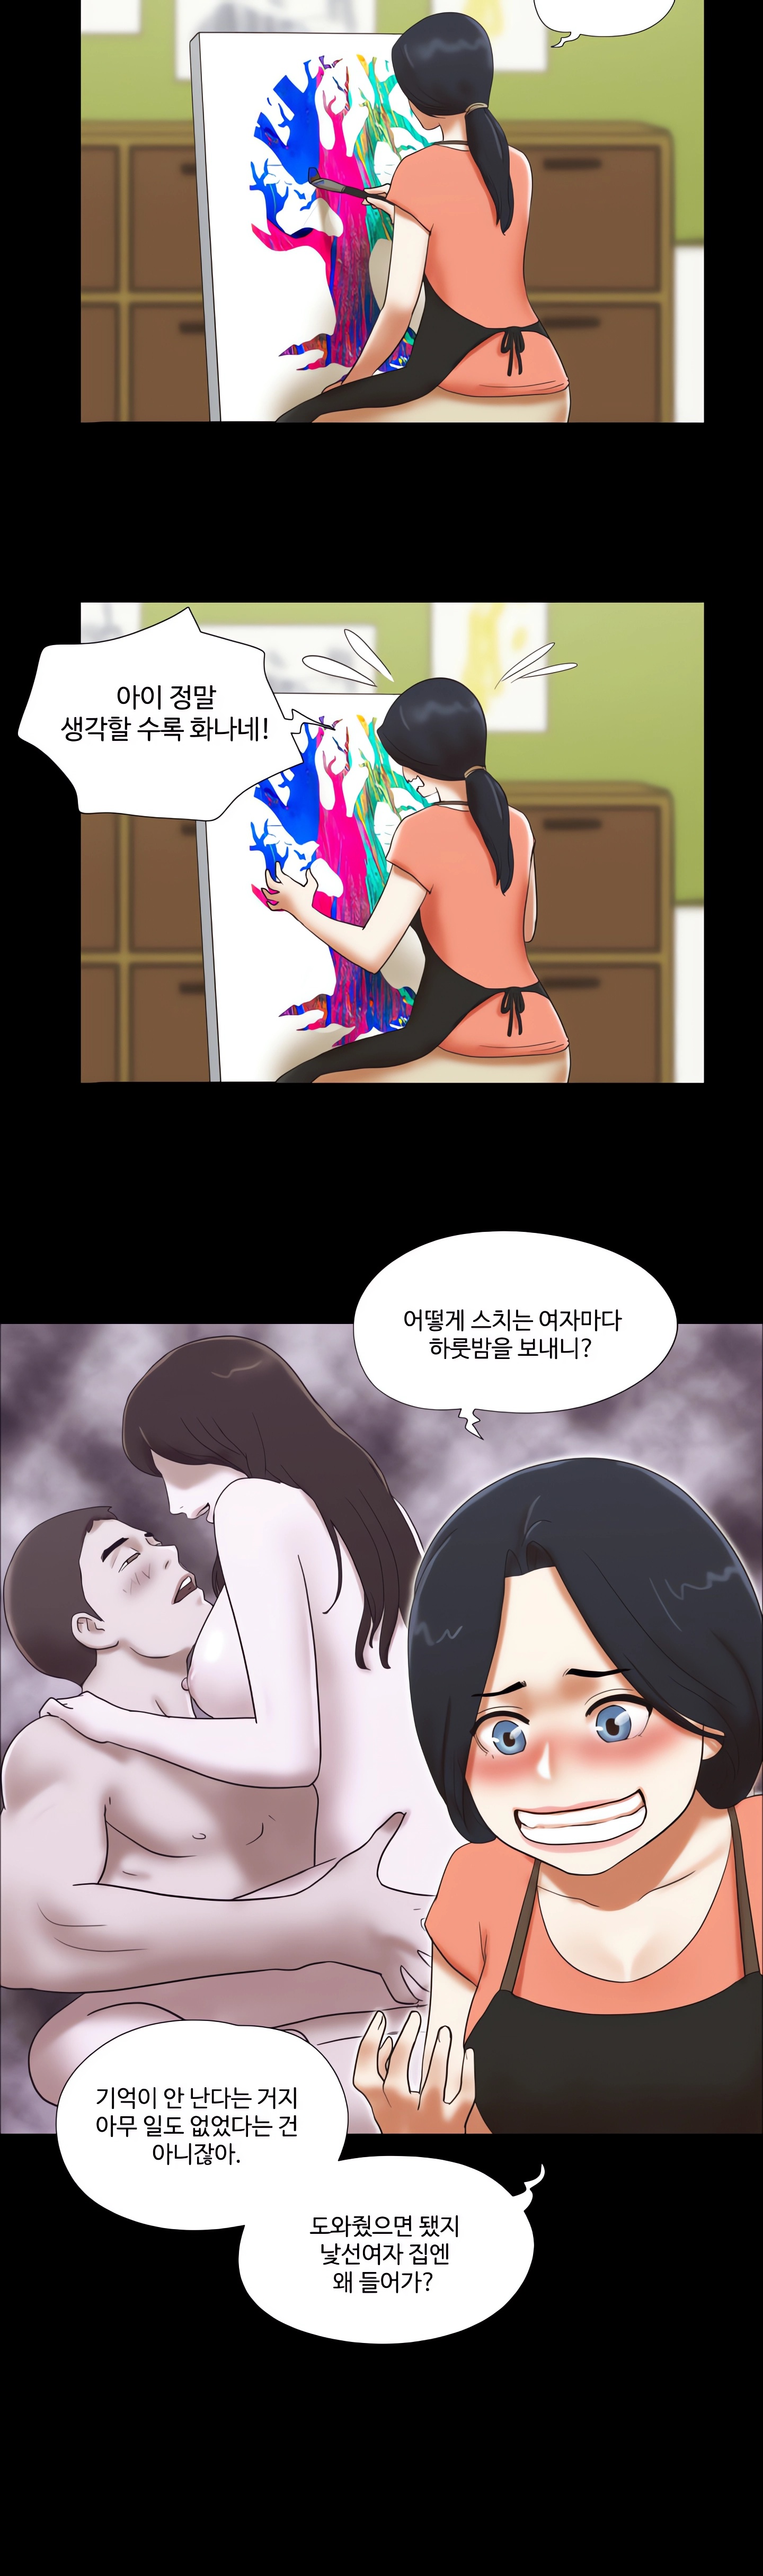 아이 정말
생각할 수록 화나네!
어떻게 스치는 여자마다
하룻밤을 보내니?
기억이 안 난다는 거지
아무 일도 없었다는 건
아니잖아.
도와줬으면 됐지
낯선여자 집엔
왜 들어가?